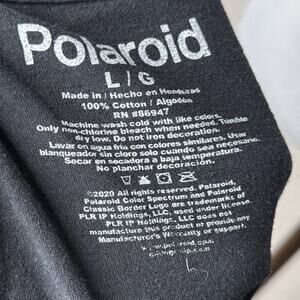 Polaroid
L / G
Made in / Hecho en Honduras
100% Cotton / Algodón
RN #86947
Machine wash cold with like colors.
Only non-chlorine bleach when needed. Tumble
dry low. Do not iron decoration.
Lavar en agua fria con colores similares. Usar
blanqueador sin cloro solo cuando sea necesario.
Secar en secadora a baja temperatura.
No planchar decoración.
©2020 All rights reserved. Polaroid,
Polaroid Color Spectrum and Polaroid
Classic Border Logo are trademarks of
PLR IP Holdings, LLC, used under license.
PLR IP Holdings, LLC does not
manufacture this product or provide any
Manufacturer's Warranty or support.